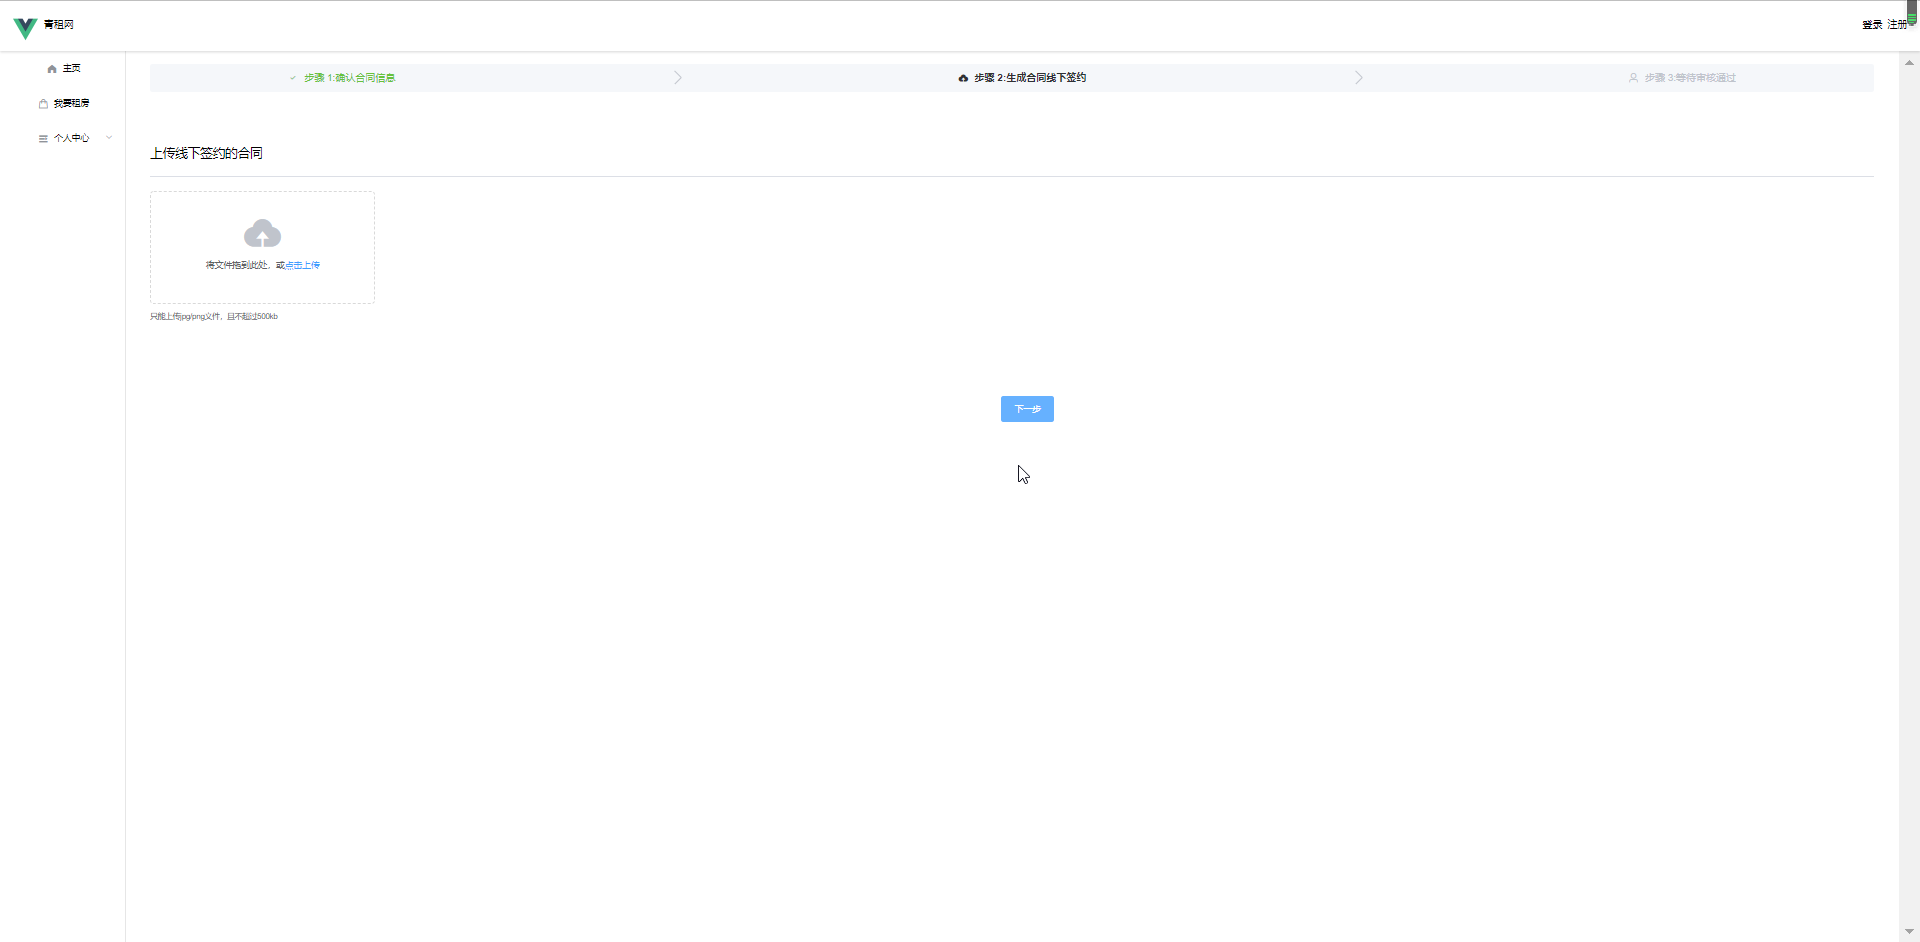 青租网
登录 注册
主页
我要租房
个人中心
步骤 1:确认合同信息
步骤 2:生成合同线下签约
步骤 3:等待审核通过
上传线下签约的合同
将文件拖到此处，或点击上传
只能上传jpg/png文件，且不超过500kb
下一步